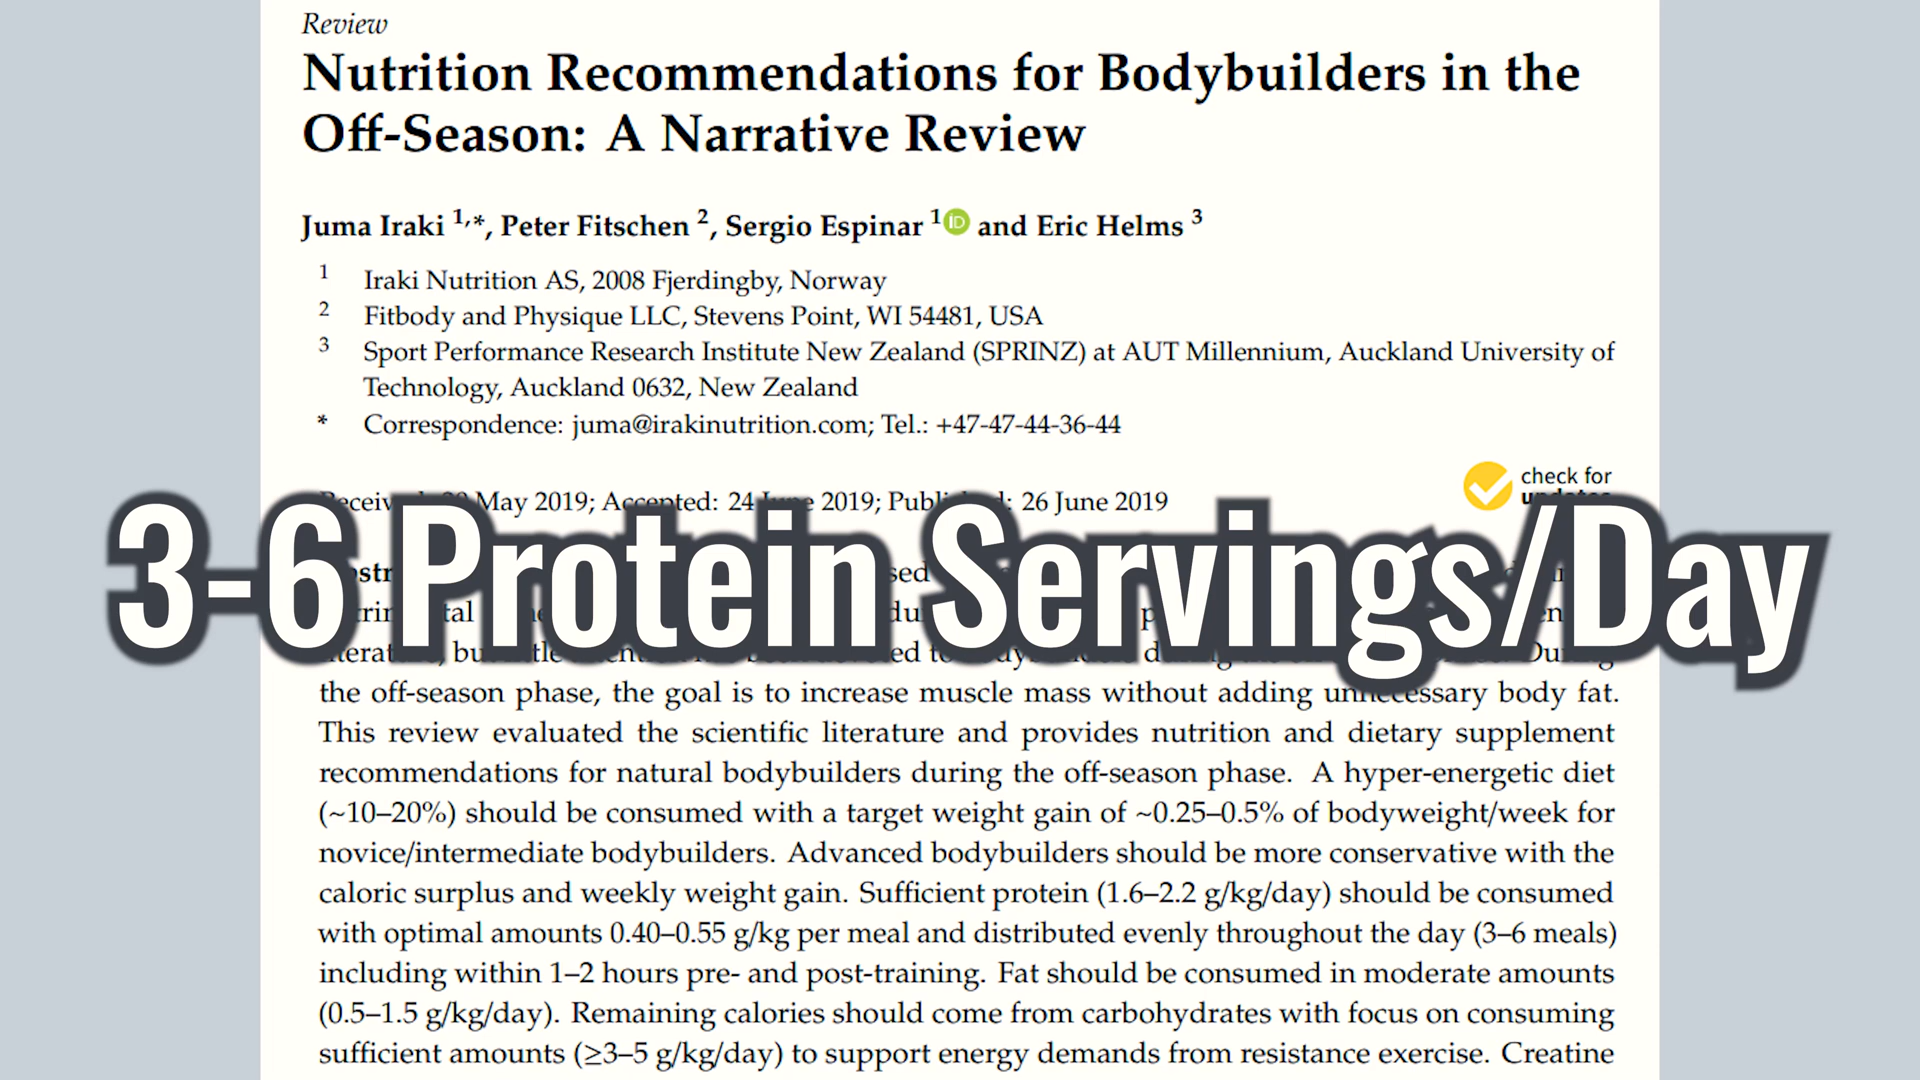 Review
Nutrition Recommendations for Bodybuilders in the
Off-Season: A Narrative Review
Juma Iraki 1,*, Peter Fitschen 2, Sergio Espinar 1 iD and Eric Helms 3
1 Iraki Nutrition AS, 2008 Fjerdingby, Norway
2 Fitbody and Physique LLC, Stevens Point, WI 54481, USA
3 Sport Performance Research Institute New Zealand (SPRINZ) at AUT Millennium, Auckland University of
Technology, Auckland 0632, New Zealand
* Correspondence: juma@irakinutrition.com; Tel.: +47-47-44-36-44
check for
updates
May 2019; Accepted: 24 June 2019; Published: 26 June 2019
3-6 Protein Servings/Day
the off-season phase, the goal is to increase muscle mass without adding unnecessary body fat.
This review evaluated the scientific literature and provides nutrition and dietary supplement
recommendations for natural bodybuilders during the off-season phase. A hyper-energetic diet
(~10–20%) should be consumed with a target weight gain of ~0.25–0.5% of bodyweight/week for
novice/intermediate bodybuilders. Advanced bodybuilders should be more conservative with the
caloric surplus and weekly weight gain. Sufficient protein (1.6–2.2 g/kg/day) should be consumed
with optimal amounts 0.40–0.55 g/kg per meal and distributed evenly throughout the day (3–6 meals)
including within 1–2 hours pre- and post-training. Fat should be consumed in moderate amounts
(0.5–1.5 g/kg/day). Remaining calories should come from carbohydrates with focus on consuming
sufficient amounts (≥3–5 g/kg/day) to support energy demands from resistance exercise. Creatine